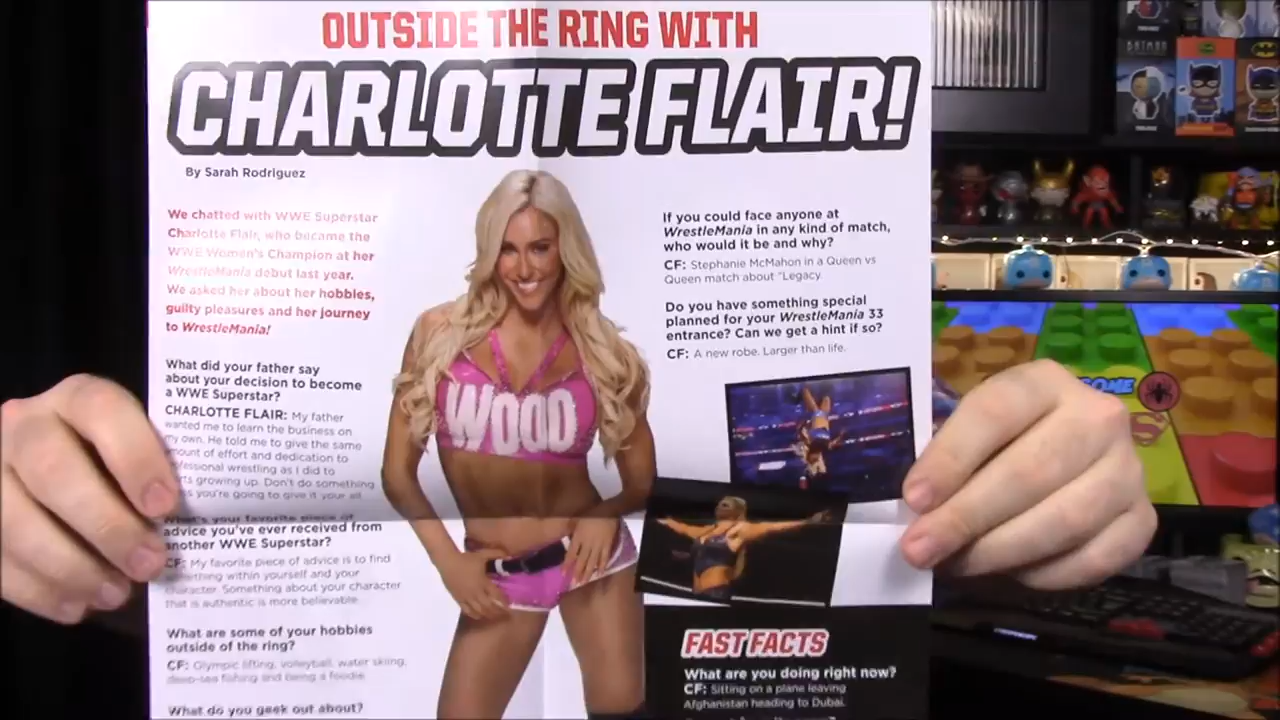 OUTSIDE THE RING WITH
CHARLOTTE FLAIR!
By Sarah Rodriguez
We chatted with WWE Superstar
Charlotte Flair, who became the
WWE Women's Champion at her
WrestleMania debut last year.
We asked her about her hobbies,
guilty pleasures and her journey
to WrestleMania!
What did your father say
about your decision to become
a WWE Superstar?
CHARLOTTE FLAIR: My father
wanted me to learn the business on
my own. He told me to give the same
amount of effort and dedication to
professional wrestling as I did to
growing up. Don't do something
you're going to give it your all
What's your favorite piece of
advice you've ever received from
another WWE Superstar?
CF: My favorite piece of advice is to find
something within yourself and your
character. Something about your character
that is authentic is more believable.
What are some of your hobbies
outside of the ring?
CF: Olympic lifting, volleyball, water skiing,
deep-sea fishing and being a foodie.
What do you geek out about?
WOOO
If you could face anyone at
WrestleMania in any kind of match,
who would it be and why?
CF: Stephanie McMahon in a Queen vs
Queen match about "Legacy.
Do you have something special
planned for your WrestleMania 33
entrance? Can we get a hint if so?
CF: A new robe. Larger than life.
FAST FACTS
What are you doing right now?
CF: Sitting on a plane leaving
Afghanistan heading to Dubai.
BATMAN